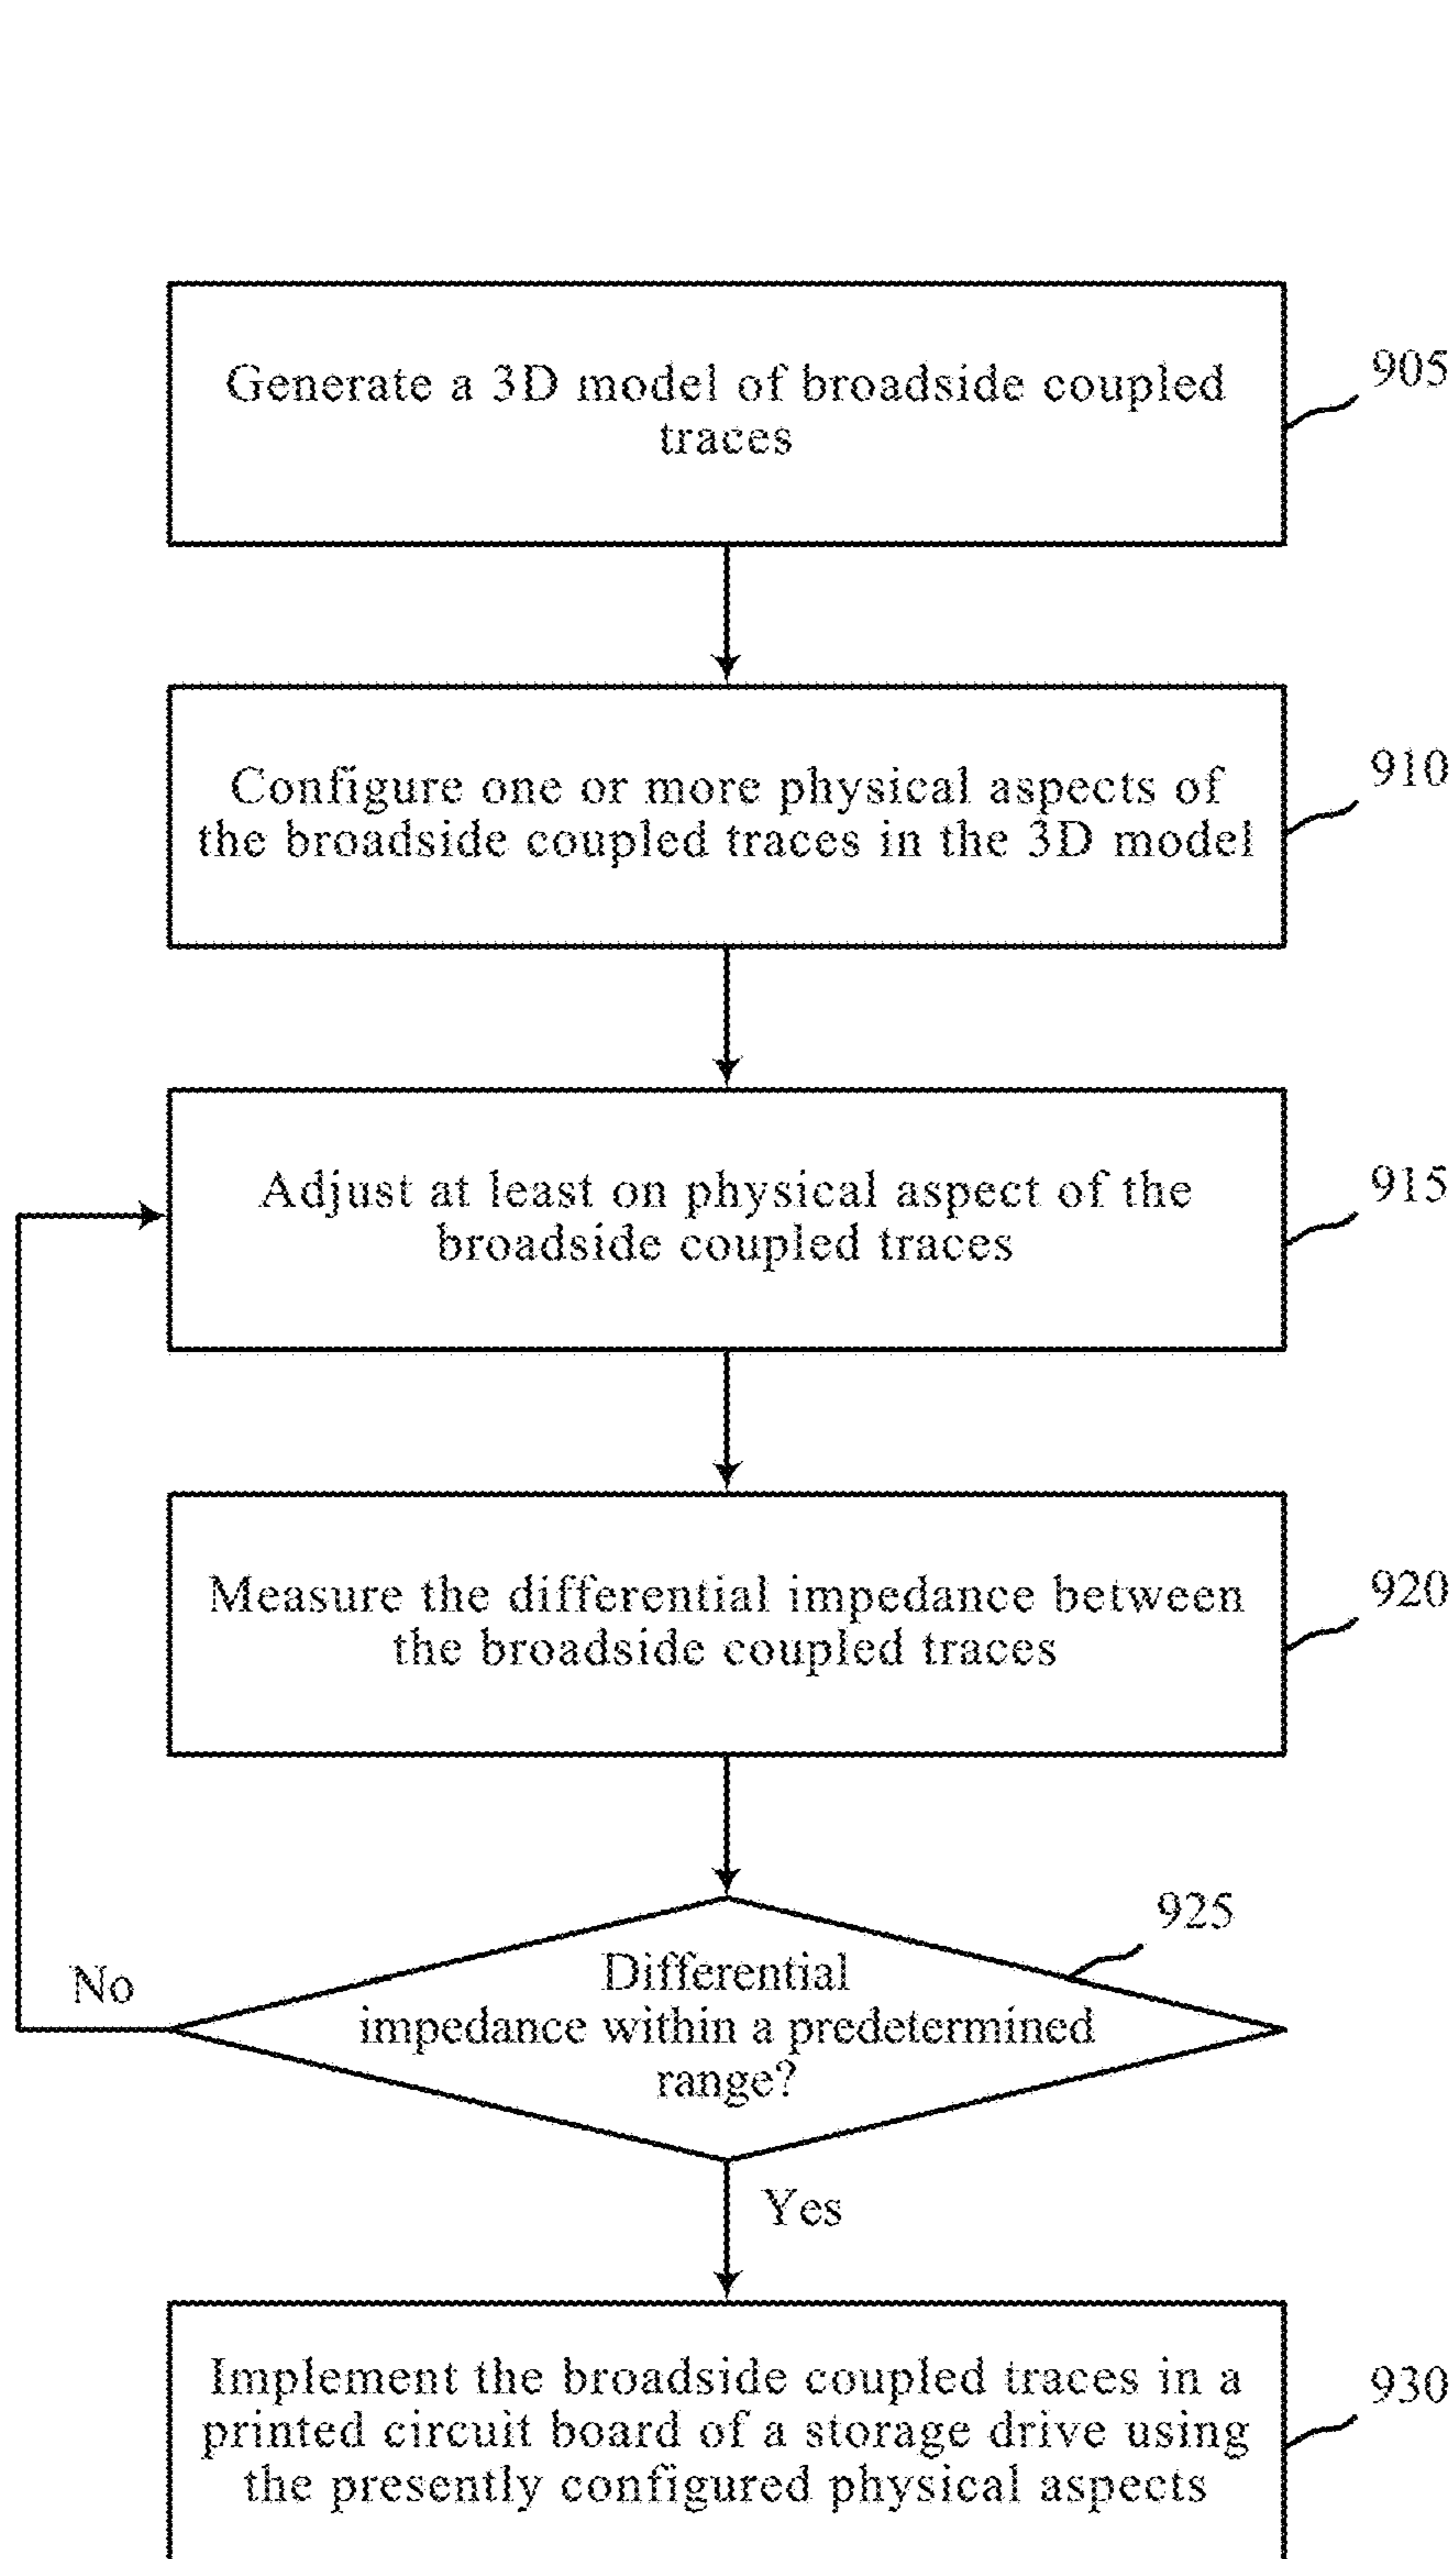 Generate a 3D model of broadside coupled
traces
905
Configure one or more physical aspects of
the broadside coupled traces in the 3D model
910
Adjust at least on physical aspect of the
broadside coupled traces
915
Measure the differential impedance between
the broadside coupled traces
920
925
Differential
impedance within a predetermined
range?
No
Yes
Implement the broadside coupled traces in a
printed circuit board of a storage drive using
the presently configured physical aspects
930